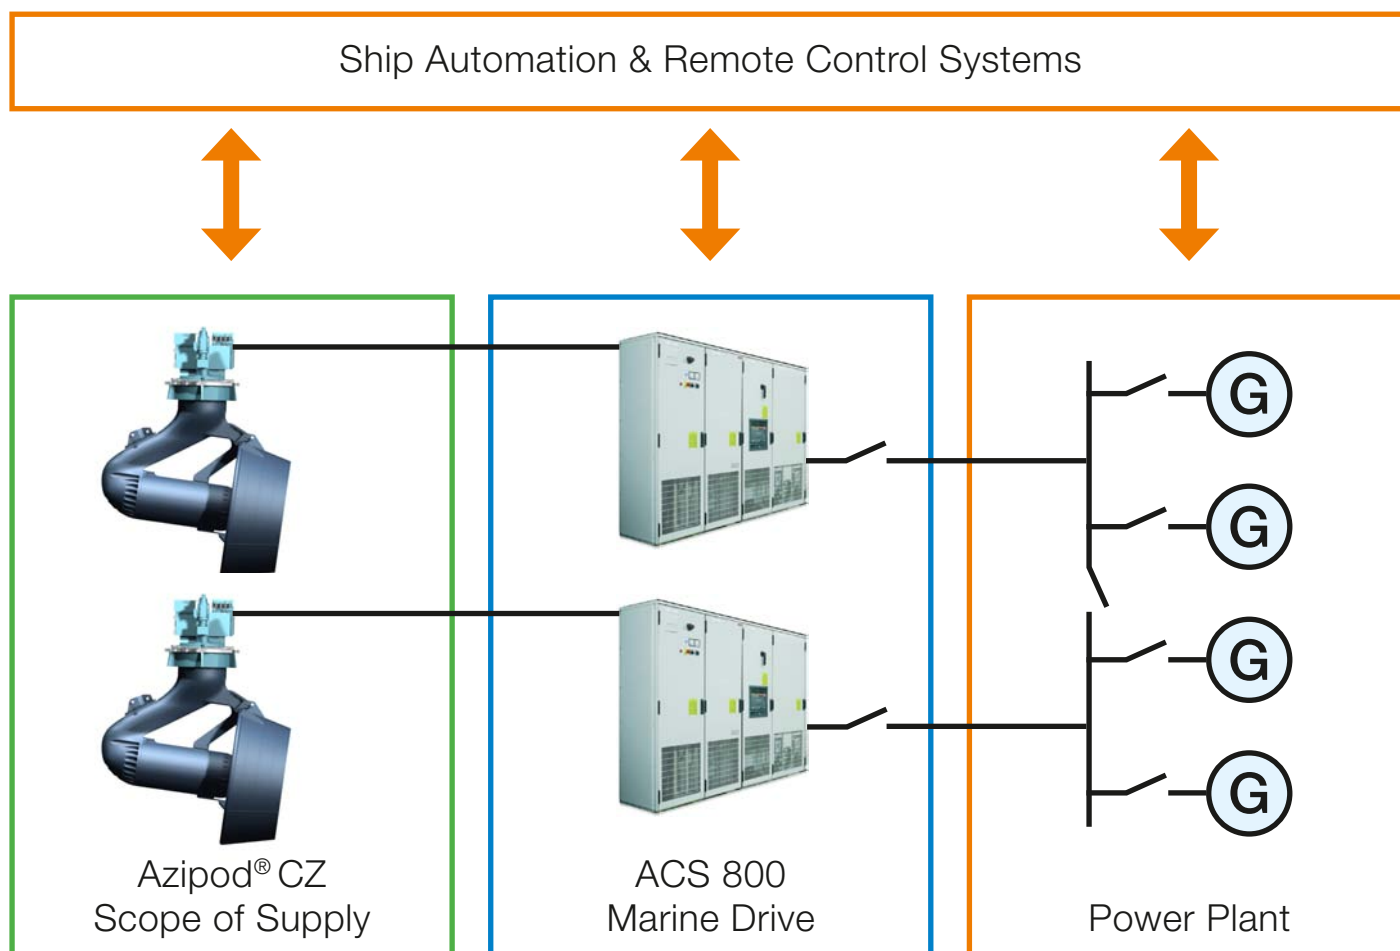 Ship Automation & Remote Control Systems
G
G
G
G
Azipod® CZ
Scope of Supply
ACS 800
Marine Drive
Power Plant